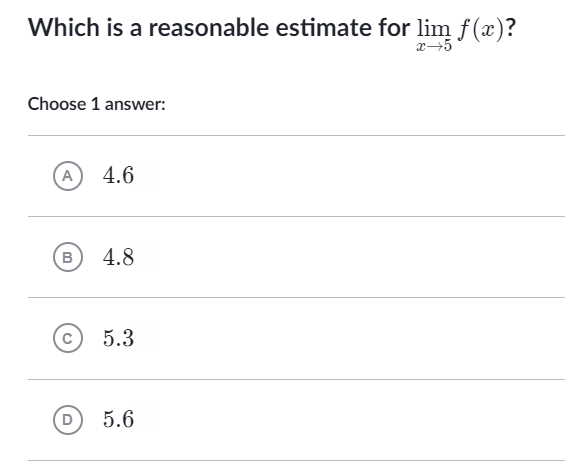 Which is a reasonable estimate for lim f(x)?
x→5
Choose 1 answer:
A 4.6
B 4.8
C 5.3
D 5.6